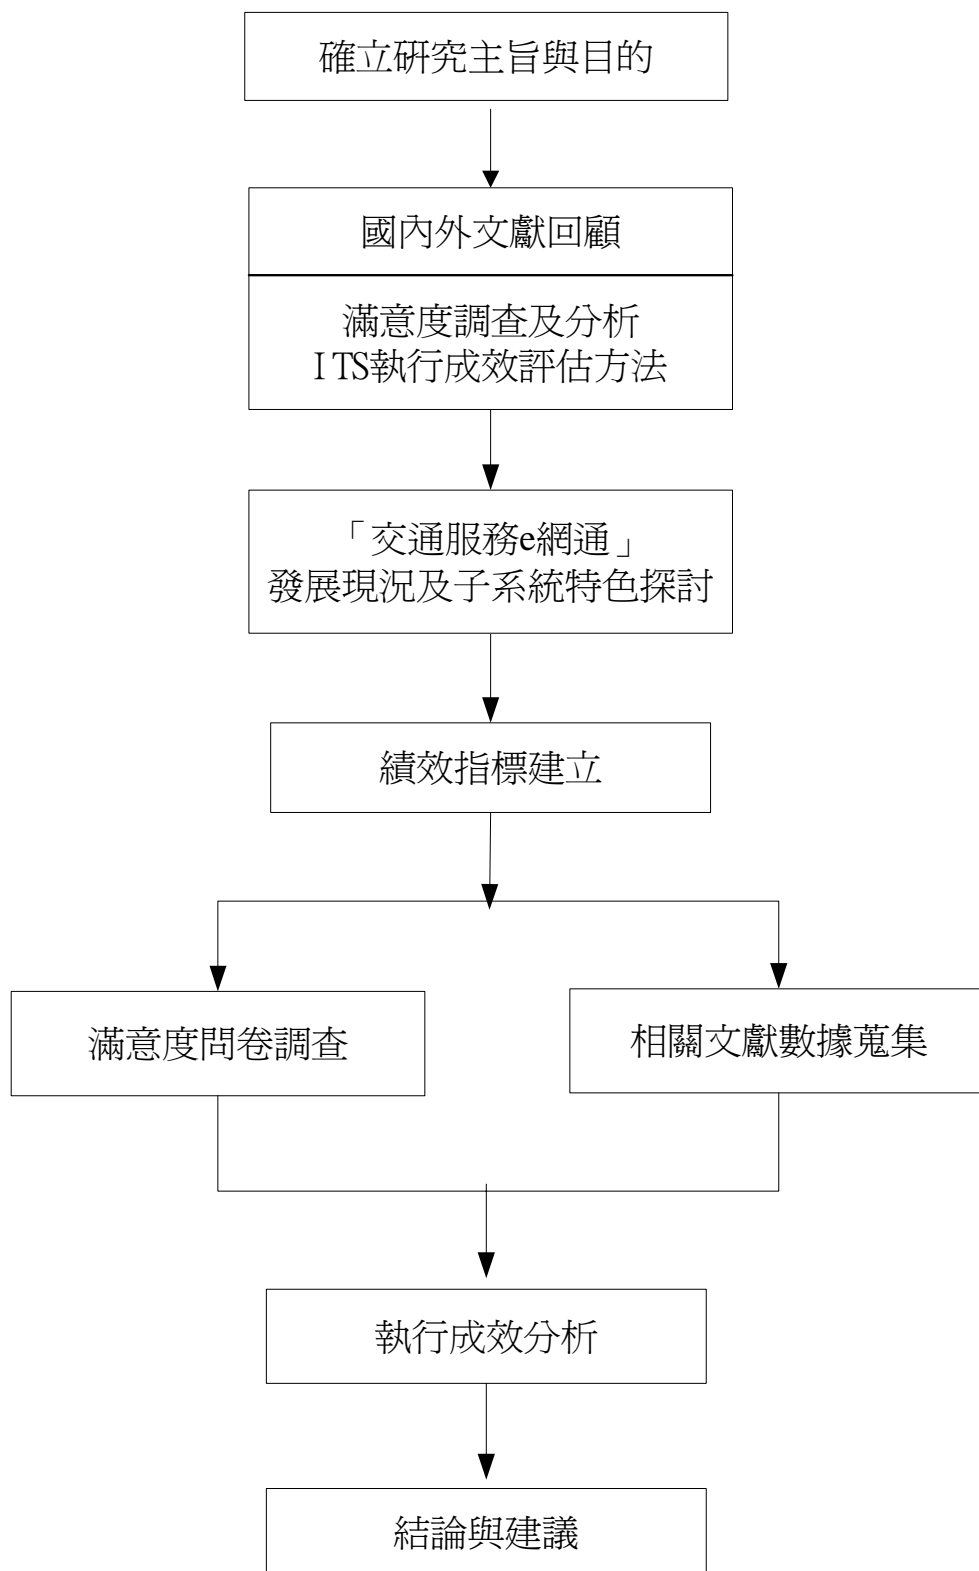 確立研究主旨與目的
國內外文獻回顧
滿意度調查及分析
ITS執行成效評估方法
「交通服務e網通」
發展現況及子系統特色探討
績效指標建立
滿意度問卷調查
相關文獻數據蒐集
執行成效分析
結論與建議